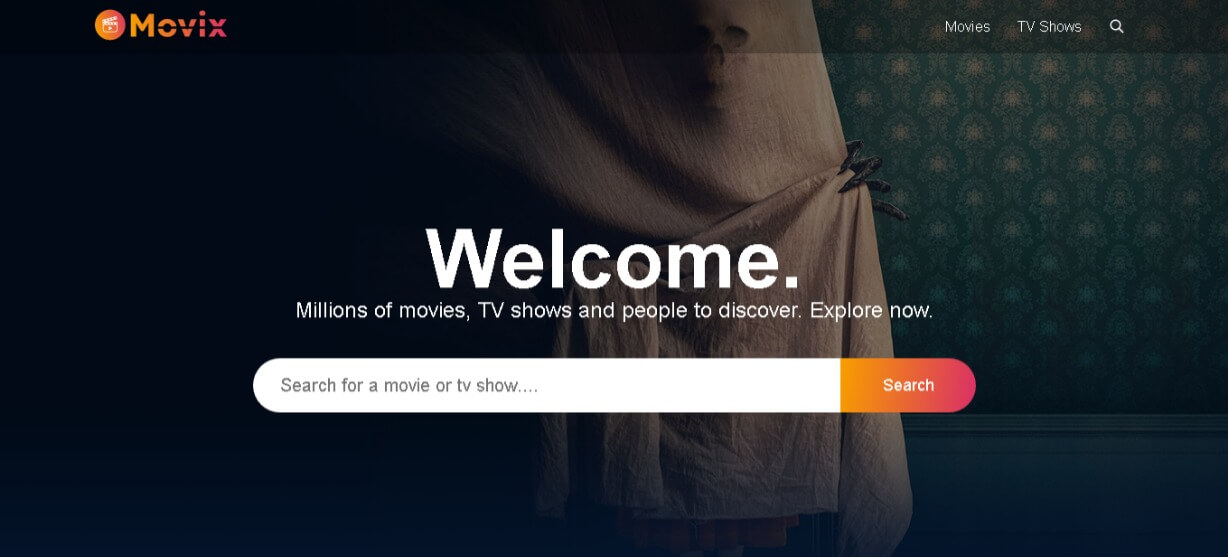 Movix
Movies
TV Shows
Welcome.
Millions of movies, TV shows and people to discover. Explore now.
Search for a movie or tv show....
Search